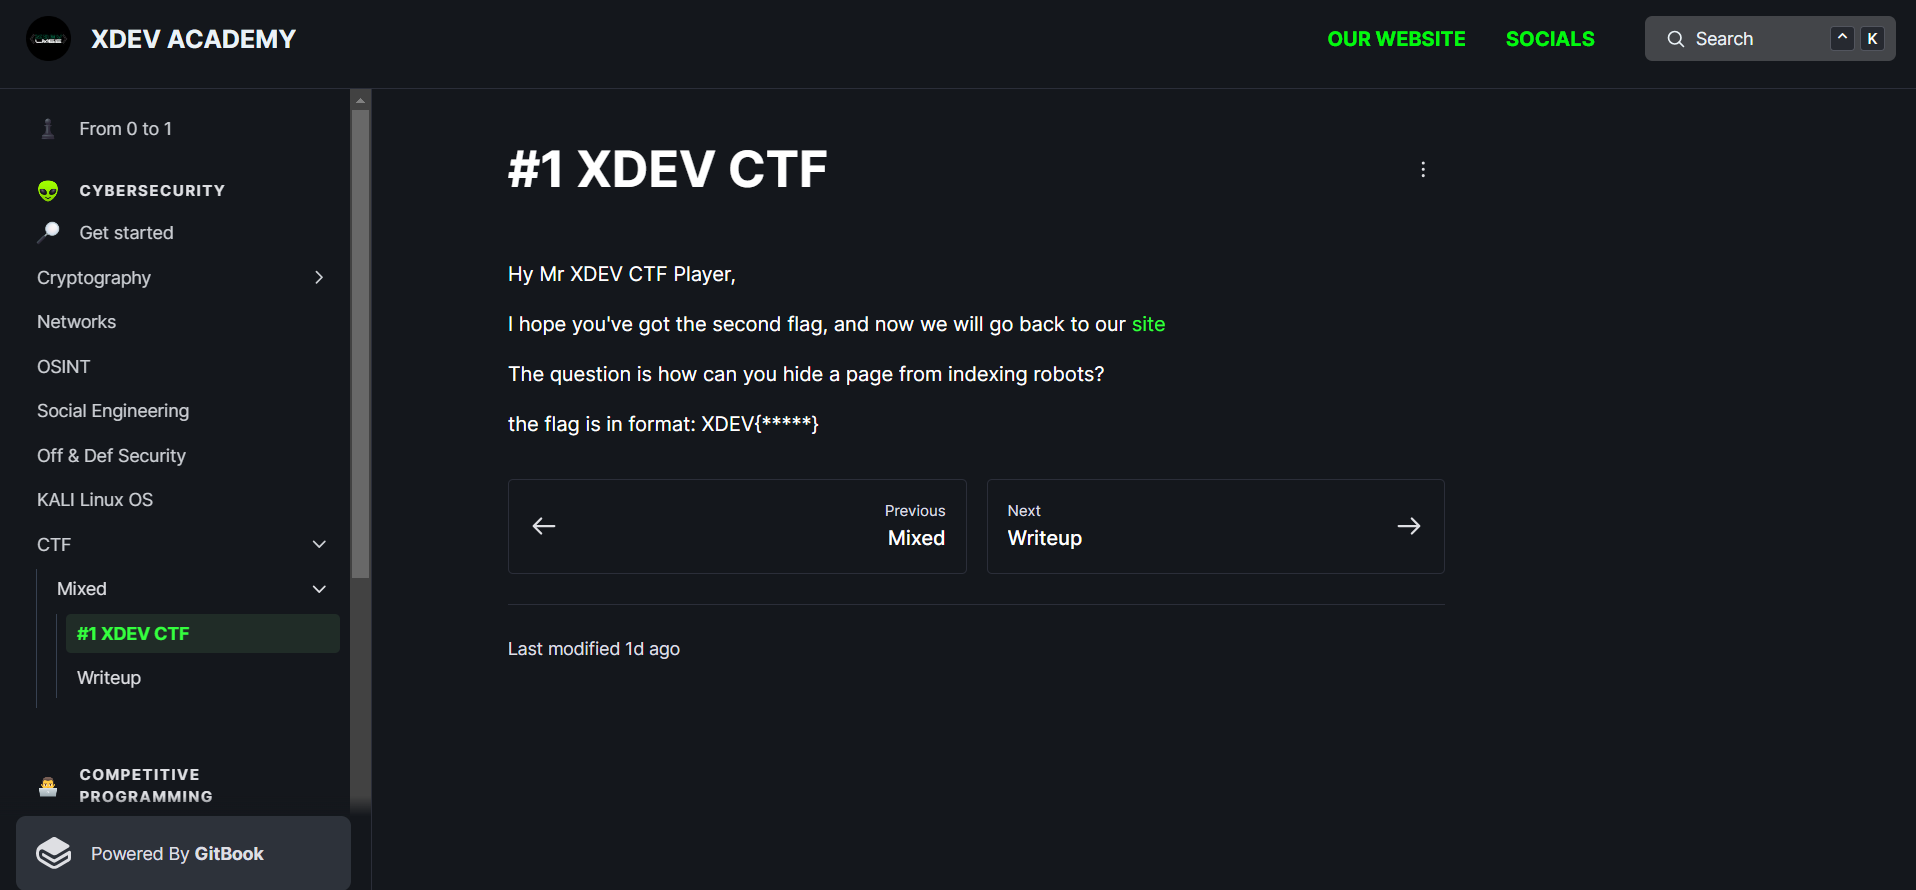 XDEV ACADEMY
OUR WEBSITE
SOCIALS
Search
^ K
From 0 to 1
CYBERSECURITY
Get started
Cryptography
Networks
OSINT
Social Engineering
Off & Def Security
KALI Linux OS
CTF
Mixed
#1 XDEV CTF
Writeup
COMPETITIVE
PROGRAMMING
Powered By GitBook
#1 XDEV CTF
Hy Mr XDEV CTF Player,
I hope you've got the second flag, and now we will go back to our site
The question is how can you hide a page from indexing robots?
the flag is in format: XDEV{*****}
Previous
Mixed
Next
Writeup
Last modified 1d ago